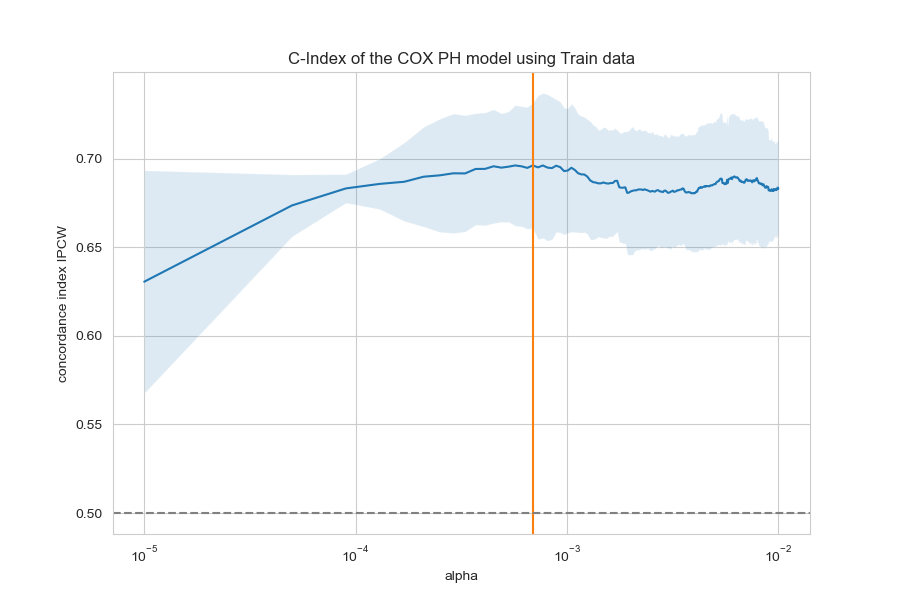 C-Index of the COX PH model using Train data
concordance index IPCW
0.70
0.65
0.60
0.55
0.50
10⁻⁵ 10⁻⁴ 10⁻³ 10⁻²
alpha